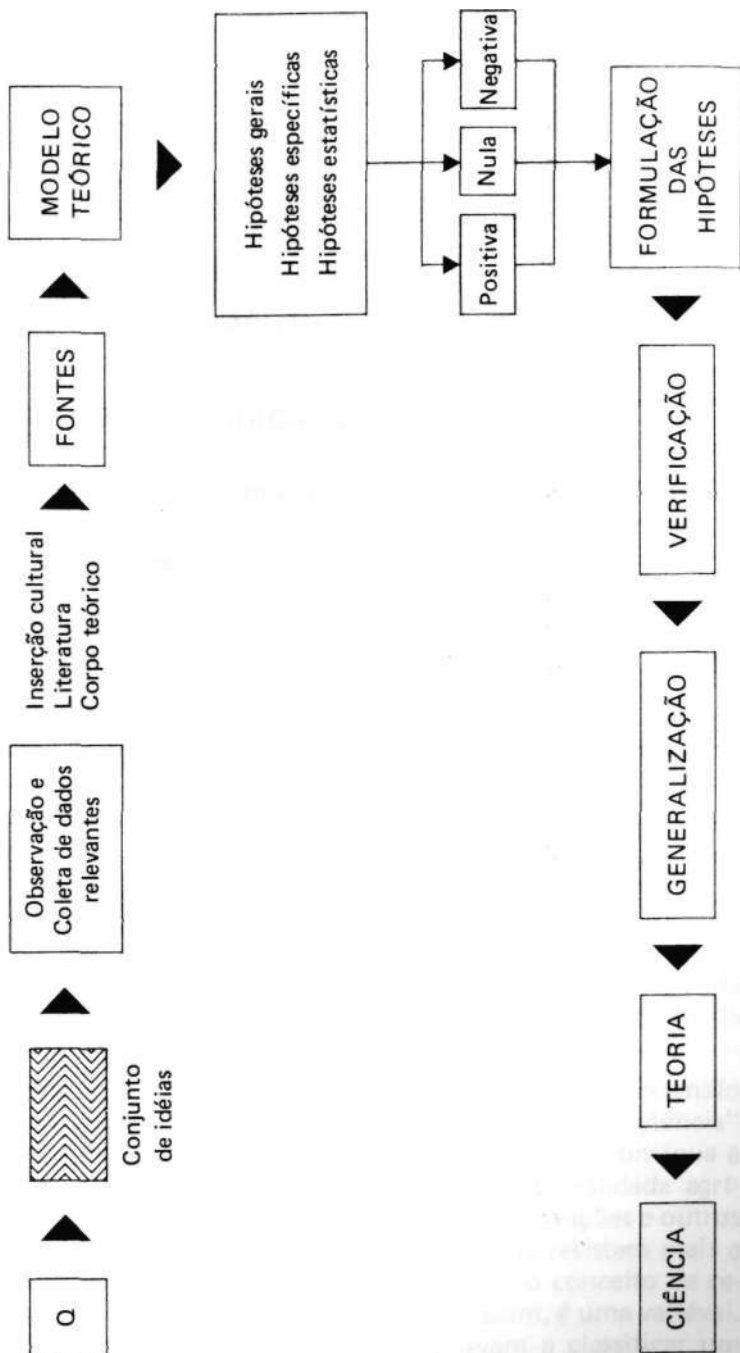 Q
Conjunto
de idéias
Observação e
Coleta de dados
relevantes
Inserção cultural
Literatura
Corpo teórico
FONTES
MODELO
TEÓRICO
Hipóteses gerais
Hipóteses específicas
Hipóteses estatísticas
Positiva
Nula
Negativa
FORMULAÇÃO
DAS
HIPÓTESES
VERIFICAÇÃO
GENERALIZAÇÃO
TEORIA
CIÊNCIA